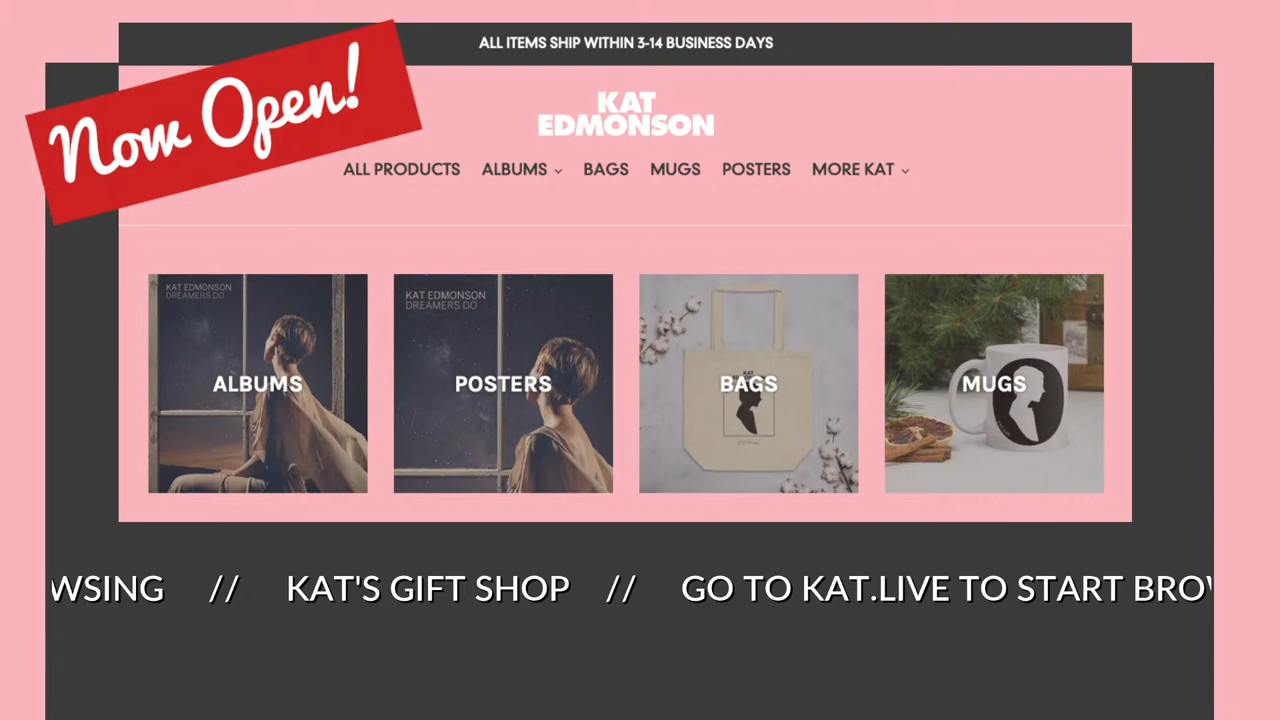 ALL ITEMS SHIP WITHIN 3-14 BUSINESS DAYS
Now Open!
KAT
EDMONSON
ALL PRODUCTS ALBUMS BAGS MUGS POSTERS MORE KAT
KAT EDMONSON
DREAMERS DO
ALBUMS
KAT EDMONSON
DREAMERS DO
POSTERS
KAT
BAGS
MUGS
WSING // KAT'S GIFT SHOP // GO TO KAT.LIVE TO START BRO